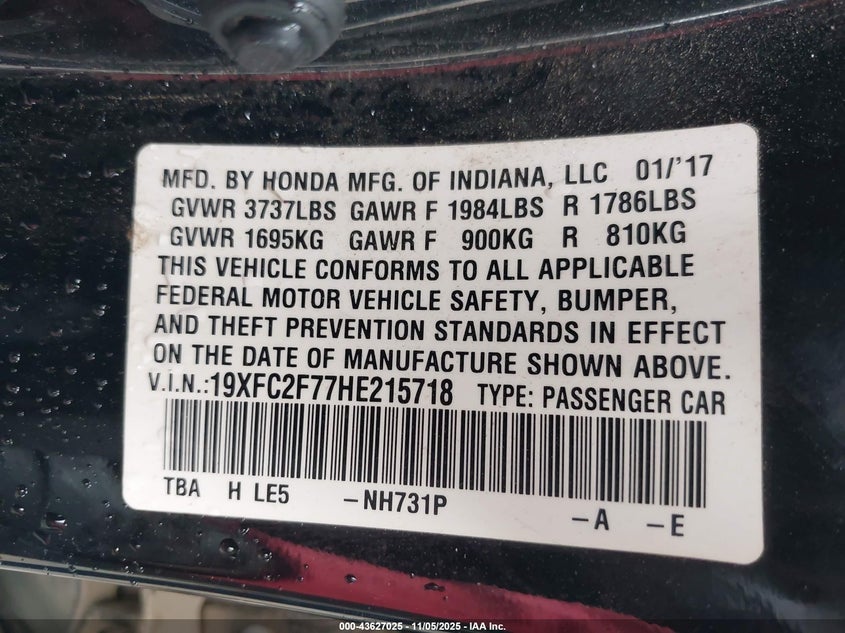 MFD. BY HONDA MFG. OF INDIANA, LLC 01/'17
GVWR 3737LBS GAWR F 1984LBS R 1786LBS
GVWR 1695KG GAWR F 900KG R 810KG
THIS VEHICLE CONFORMS TO ALL APPLICABLE
FEDERAL MOTOR VEHICLE SAFETY, BUMPER,
AND THEFT PREVENTION STANDARDS IN EFFECT
ON THE DATE OF MANUFACTURE SHOWN ABOVE.
V.I.N.:19XFC2F77HE215718 TYPE: PASSENGER CAR
TBA H LE5 -NH731P -A -E
000-43627025 - 11/05/2025 - IAA Inc.